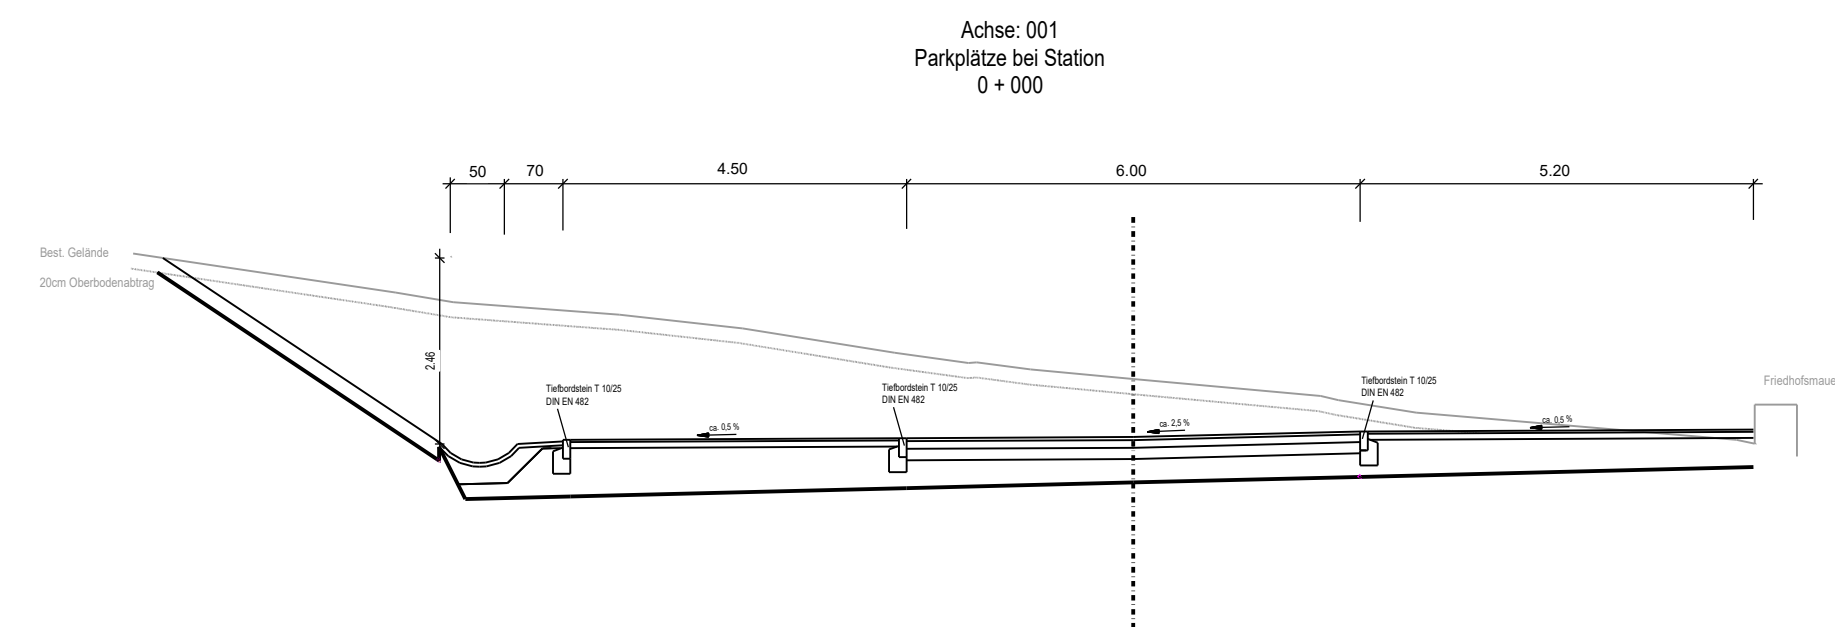 Achse: 001
Parkplätze bei Station
0 + 000
50
70
4.50
6.00
5.20
Best. Gelände
20cm Oberbodenabtrag
2.46
Tiefbordstein T 10/25
DIN EN 482
Tiefbordstein T 10/25
DIN EN 482
Tiefbordstein T 10/25
DIN EN 482
Friedhofsmaue
ca. 0,5 %
ca. 2,5 %
ca. 0,5 %